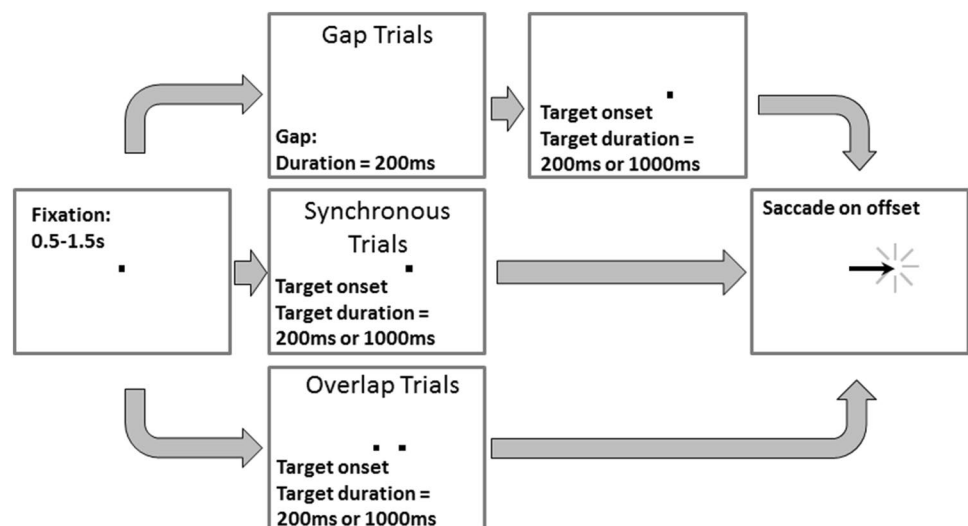 Gap Trials
Gap:
Duration = 200ms
Target onset
Target duration =
200ms or 1000ms
Fixation:
0.5-1.5s
Synchronous
Trials
Target onset
Target duration =
200ms or 1000ms
Saccade on offset
Overlap Trials
Target onset
Target duration =
200ms or 1000ms